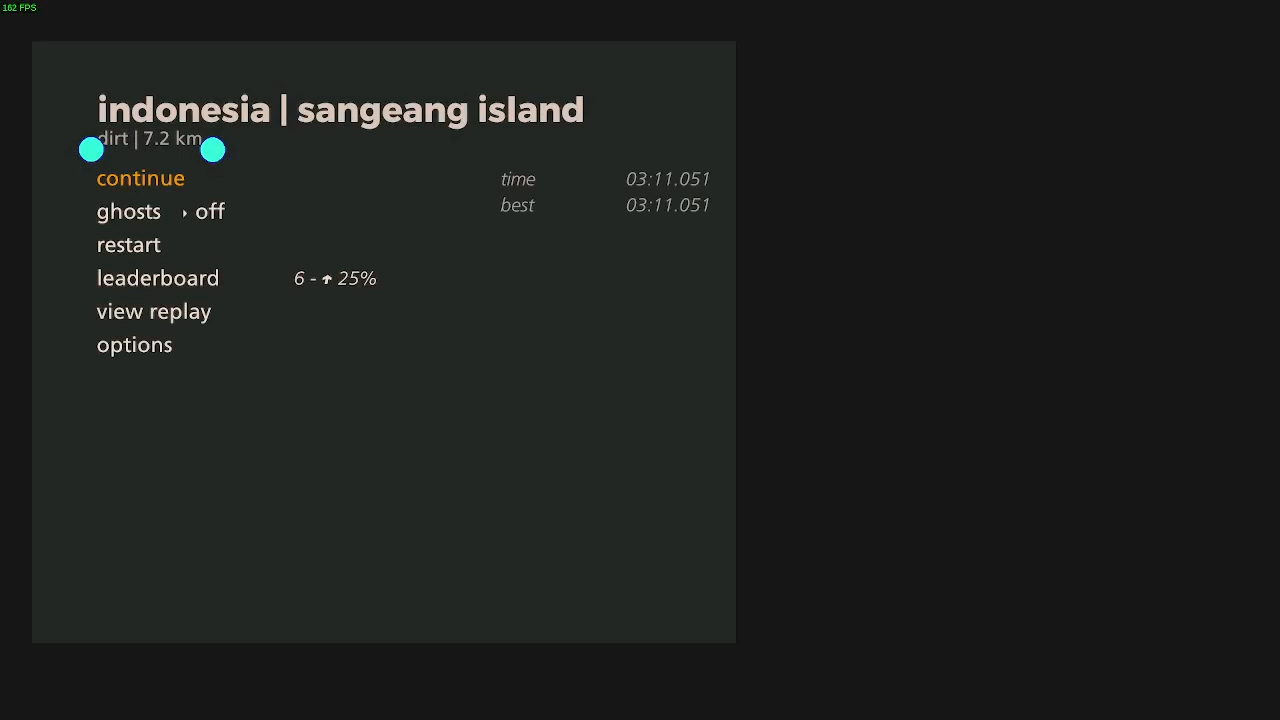 162 FPS
indonesia | sangeang island
dirt | 7.2 km
continue
time 03:11.051
ghosts ‣ off
best 03:11.051
restart
leaderboard 6 - ↑ 25%
view replay
options